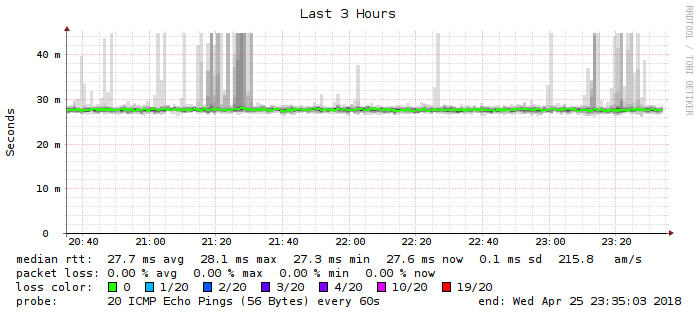 Last 3 Hours
RRDTOOL / TOBI OETIKER
Seconds
40 m
30 m
20 m
10 m
0
20:40 21:00 21:20 21:40 22:00 22:20 22:40 23:00 23:20
median rtt: 27.7 ms avg 28.1 ms max 27.3 ms min 27.6 ms now 0.1 ms sd 215.8 am/s
packet loss: 0.00 % avg 0.00 % max 0.00 % min 0.00 % now
loss color: 0 1/20 2/20 3/20 4/20 10/20 19/20
probe: 20 ICMP Echo Pings (56 Bytes) every 60s end: Wed Apr 25 23:35:03 2018